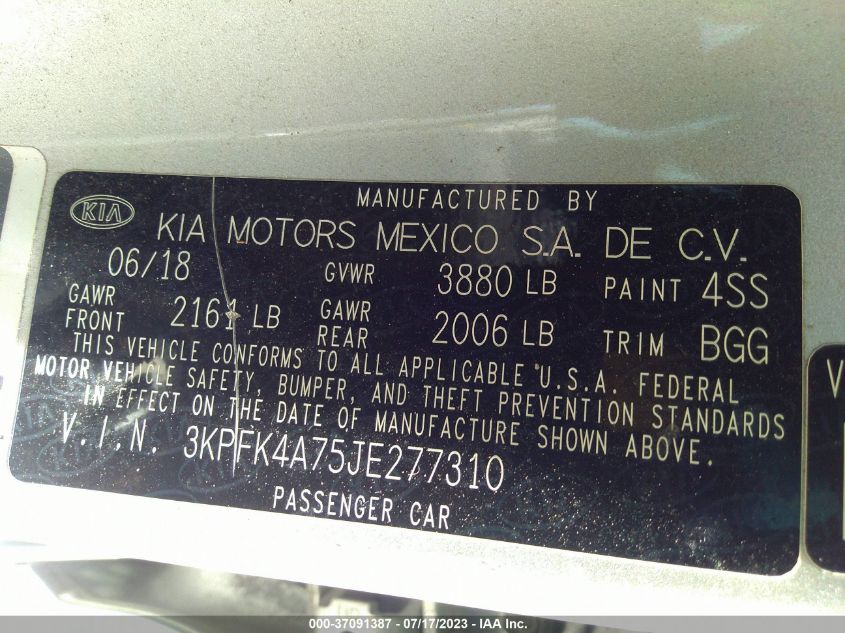 MANUFACTURED BY
KIA KIA MOTORS MEXICO S.A. DE C.V.
06/18 GVWR 3880 LB PAINT 4SS
GAWR FRONT 2161 LB GAWR REAR 2006 LB TRIM BGG
THIS VEHICLE CONFORMS TO ALL APPLICABLE U.S.A. FEDERAL
MOTOR VEHICLE SAFETY, BUMPER, AND THEFT PREVENTION STANDARDS
IN EFFECT ON THE DATE OF MANUFACTURE SHOWN ABOVE.
V.I.N. 3KPFK4A75JE277310
PASSENGER CAR
V
000-37091387 - 07/17/2023 - IAA Inc.